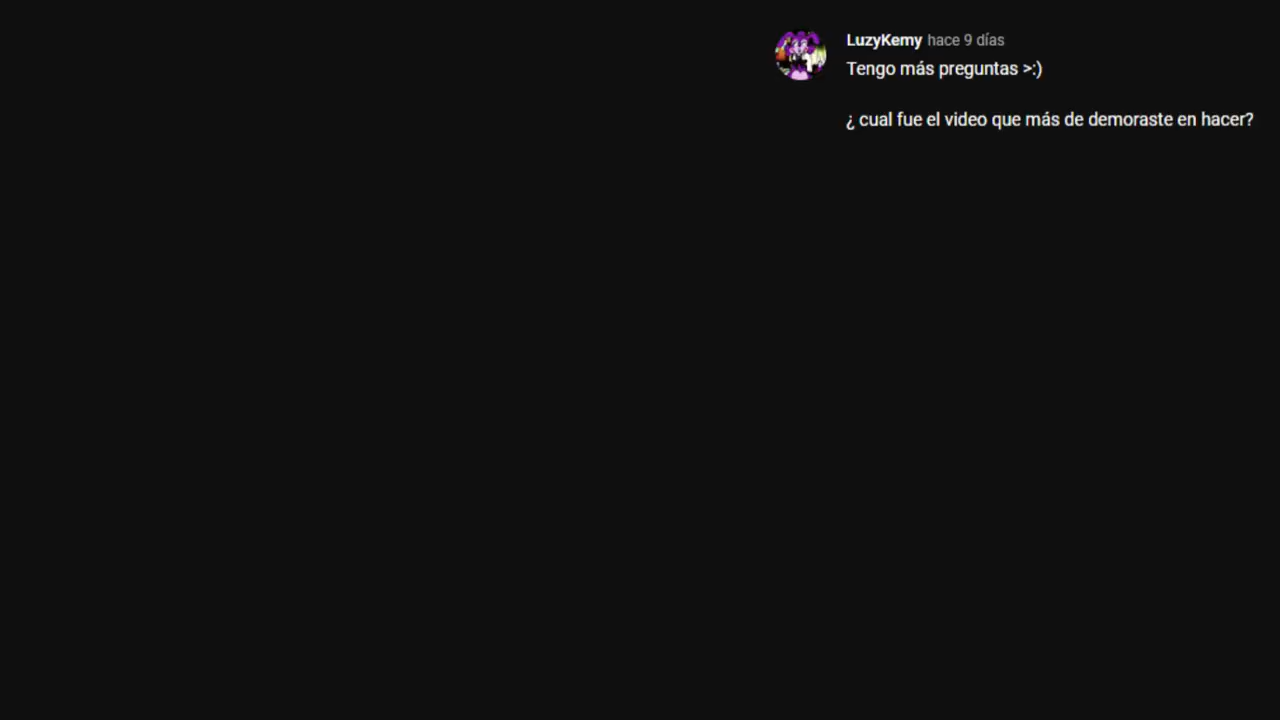 LuzyKemy hace 9 días
Tengo más preguntas >:)
¿ cual fue el video que más de demoraste en hacer?